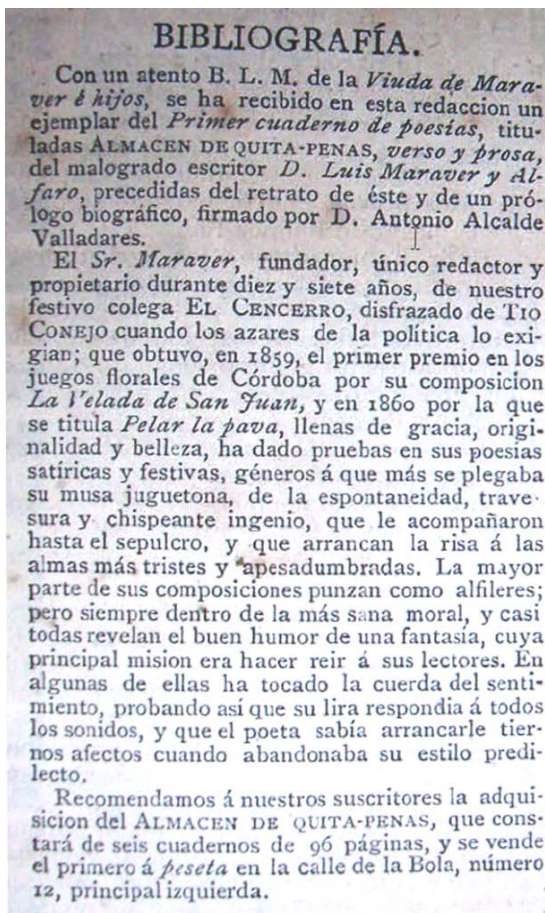 BIBLIOGRAFÍA.
Con un atento B. L. M. de la Viuda de Mara-
ver é hijos, se ha recibido en esta redaccion un
ejemplar del Primer cuaderno de poesías, titu-
ladas ALMACEN DE QUITA-PENAS, verso y prosa,
del malogrado escritor D. Luis Maraver y Al-
faro, precedidas del retrato de éste y de un pró-
logo biográfico, firmado por D. Antonio Alcalde
Valladares.
El Sr. Maraver, fundador, único redactor y
propietario durante diez y siete años, de nuestro
festivo colega EL CENCERRO, disfrazado de TIO
CONEJO cuando los azares de la política lo exi-
gian; que obtuvo, en 1859, el primer premio en los
juegos florales de Córdoba por su composicion
La Velada de San Juan, y en 1860 por la que
se titula Pelar la pava, llenas de gracia, origi-
nalidad y belleza, ha dado pruebas en sus poesías
satíricas y festivas, géneros á que más se plegaba
su musa juguetona, de la espontaneidad, trave-
sura y chispeante ingenio, que le acompañaron
hasta el sepulcro, y que arrancan la risa á las
almas más tristes y apesadumbradas. La mayor
parte de sus composiciones punzan como alfileres;
pero siempre dentro de la más sana moral, y casi
todas revelan el buen humor de una fantasía, cuya
principal mision era hacer reir á sus lectores. En
algunas de ellas ha tocado la cuerda del senti-
miento, probando así que su lira respondia á todos
los sonidos, y que el poeta sabía arrancarle tier-
nos afectos cuando abandonaba su estilo predi-
lecto.
Recomendamos á nuestros suscritores la adqui-
sicion del ALMACEN DE QUITA-PENAS, que cons-
tará de seis cuadernos de 96 páginas, y se vende
el primero á peseta en la calle de la Bola, número
12, principal izquierda.